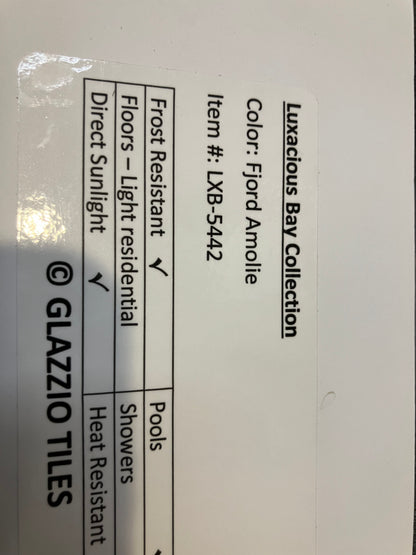 Luxacious Bay Collection
Color: Fjord Amolie
Item #: LXB-5442
Frost Resistant ✓ Pools
Floors – Light residential Showers
Direct Sunlight ✓ Heat Resistant
© GLAZZIO TILES